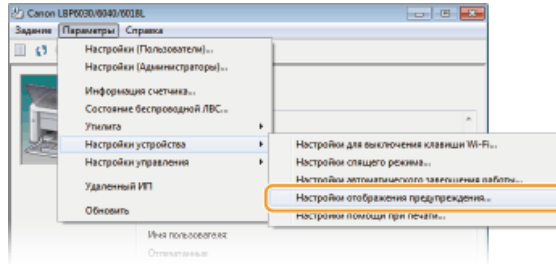 Canon LBP6030/6040/6018L
Задание Параметры Справка
Настройки (Пользователи)...
Настройки (Администраторы)...
Информация счетчика...
Состояние беспроводной ЛВС...
Утилита
Настройки устройства
Настройки управления
Удаленный ИП
Обновить
Настройки для выключения клавиши Wi-Fi...
Настройки спящего режима...
Настройки автоматического завершения работы...
Настройки отображения предупреждения...
Настройки помощи при печати...
Имя пользователя: